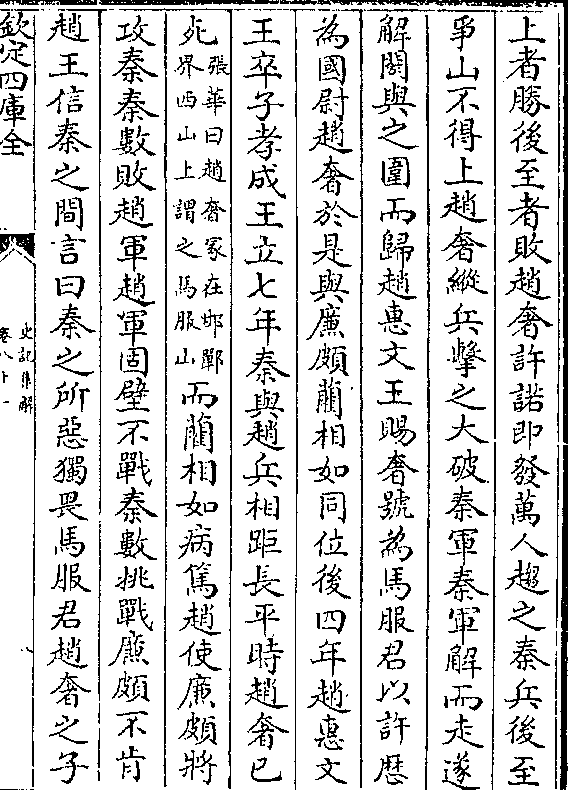 上者勝後至者敗趙奢許諾即發萬人趨之秦兵後至
爭山不得上趙奢縱兵擊之大破秦軍秦軍解而走遂
解閼與之圍而歸趙惠文王賜奢號為馬服君以許歷
為國尉趙奢於是與廉頗藺相如同位後四年趙惠文
王卒子孝成王立七年秦與趙兵相距長平時趙奢已
死張華曰趙奢冢在邯鄲界西山上謂之馬服山而藺相如病篤趙使廉頗將
攻秦秦數敗趙軍趙軍固壁不戰秦數挑戰廉頗不肯
趙王信秦之間言曰秦之所惡獨畏馬服君趙奢之子
欽定四庫全
史記集解
卷八十一